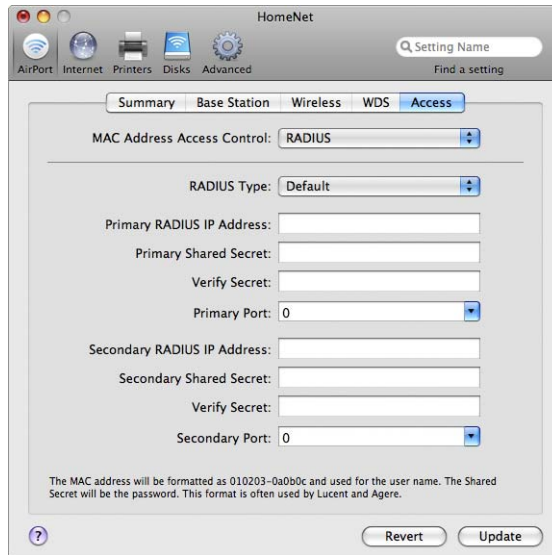 HomeNet
AirPort Internet Printers Disks Advanced
Setting Name
Find a setting
Summary Base Station Wireless WDS Access
MAC Address Access Control: RADIUS
RADIUS Type: Default
Primary RADIUS IP Address:
Primary Shared Secret:
Verify Secret:
Primary Port: 0
Secondary RADIUS IP Address:
Secondary Shared Secret:
Verify Secret:
Secondary Port: 0
The MAC address will be formatted as 010203-0a0b0c and used for the user name. The Shared
Secret will be the password. This format is often used by Lucent and Agere.
? Revert Update